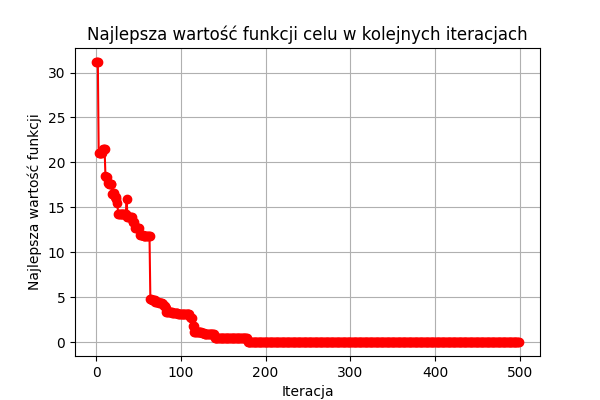 Najlepsza wartość funkcji celu w kolejnych iteracjach
Najlepsza wartość funkcji
30
25
20
15
10
5
0
0 100 200 300 400 500
Iteracja